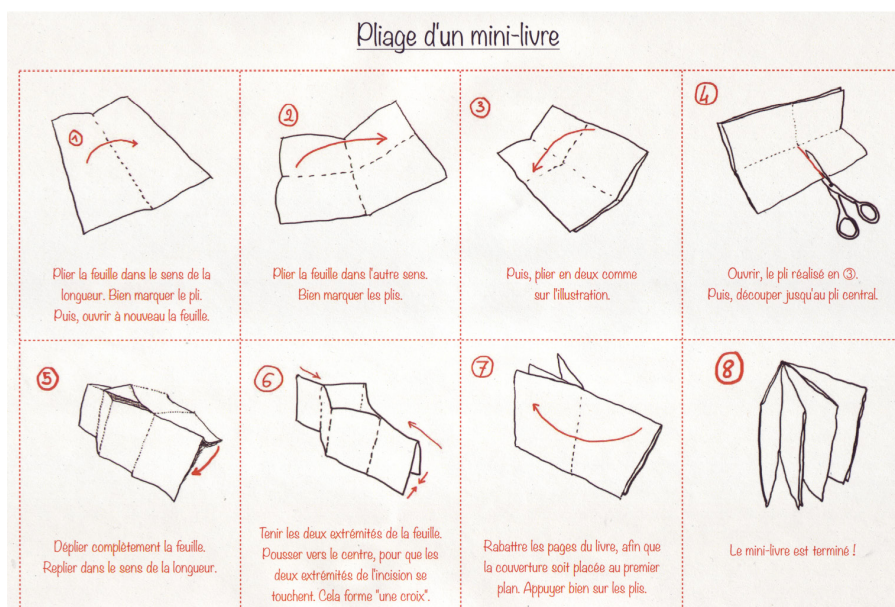 Pliage d'un mini-livre
1
Plier la feuille dans le sens de la
longueur. Bien marquer le pli.
Puis, ouvrir à nouveau la feuille.
2
Plier la feuille dans l'autre sens.
Bien marquer les plis.
3
Puis, plier en deux comme
sur l'illustration.
4
Ouvrir, le pli réalisé en ③.
Puis, découper jusqu'au pli central.
5
Déplier complètement la feuille.
Replier dans le sens de la longueur.
6
Tenir les deux extrémités de la feuille.
Pousser vers le centre, pour que les
deux extrémités de l'incision se
touchent. Cela forme "une croix".
7
Rabattre les pages du livre, afin que
la couverture soit placée au premier
plan. Appuyer bien sur les plis.
8
Le mini-livre est terminé !